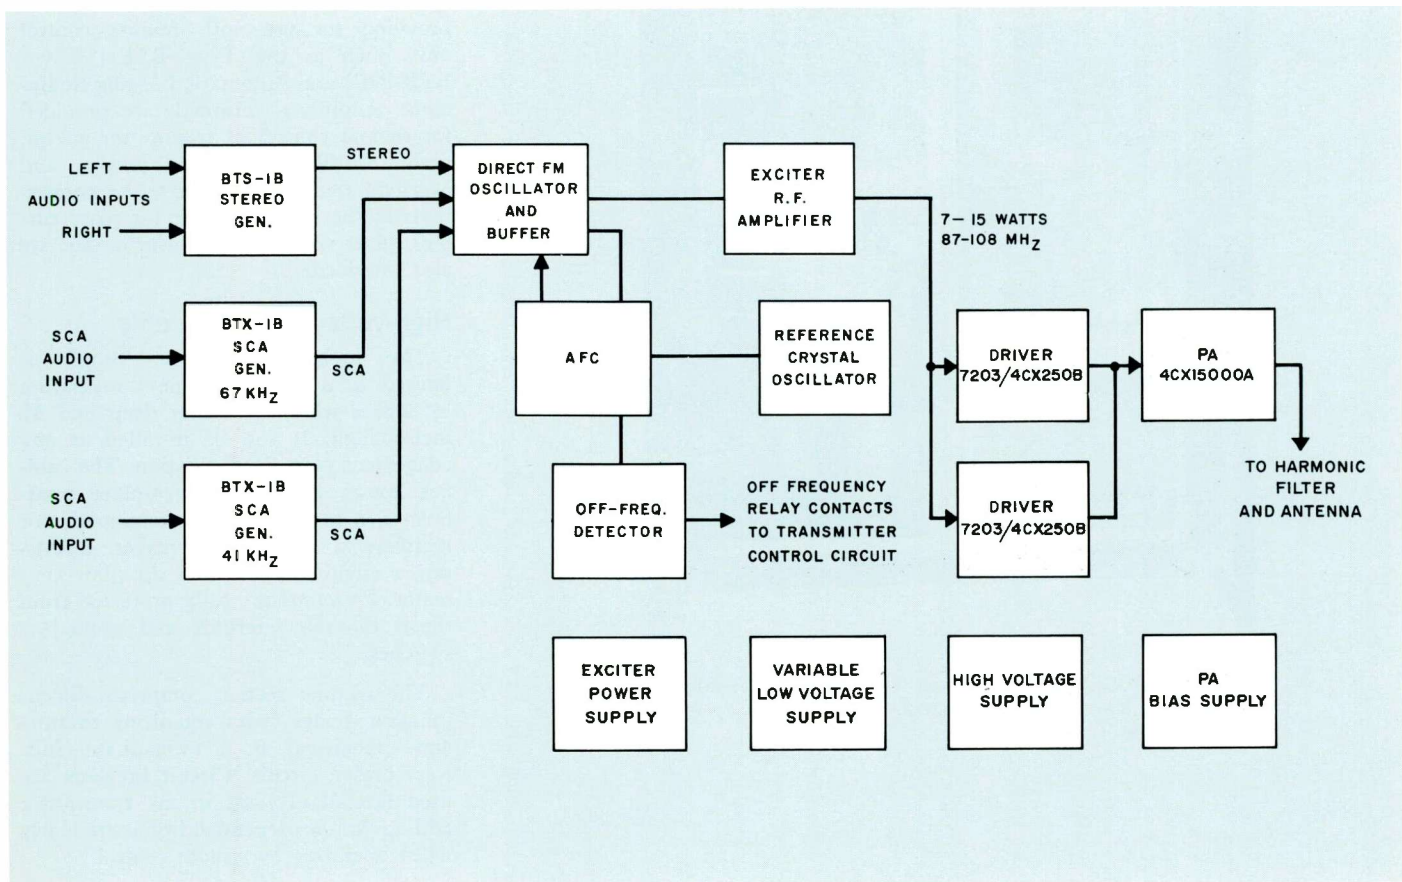 LEFT
AUDIO INPUTS
RIGHT
BTS-1B
STEREO
GEN.
STEREO
DIRECT FM
OSCILLATOR
AND
BUFFER
EXCITER
R.F.
AMPLIFIER
7-15 WATTS
87-108 MHZ
SCA
AUDIO
INPUT
BTX-1B
SCA
GEN.
67 KHZ
SCA
AFC
REFERENCE
CRYSTAL
OSCILLATOR
DRIVER
7203/4CX250B
PA
4CX15000A
TO HARMONIC
FILTER
AND ANTENNA
SCA
AUDIO
INPUT
BTX-1B
SCA
GEN.
41 KHZ
SCA
OFF-FREQ.
DETECTOR
OFF FREQUENCY
RELAY CONTACTS
TO TRANSMITTER
CONTROL CIRCUIT
DRIVER
7203/4CX250B
EXCITER
POWER
SUPPLY
VARIABLE
LOW VOLTAGE
SUPPLY
HIGH VOLTAGE
SUPPLY
PA
BIAS SUPPLY